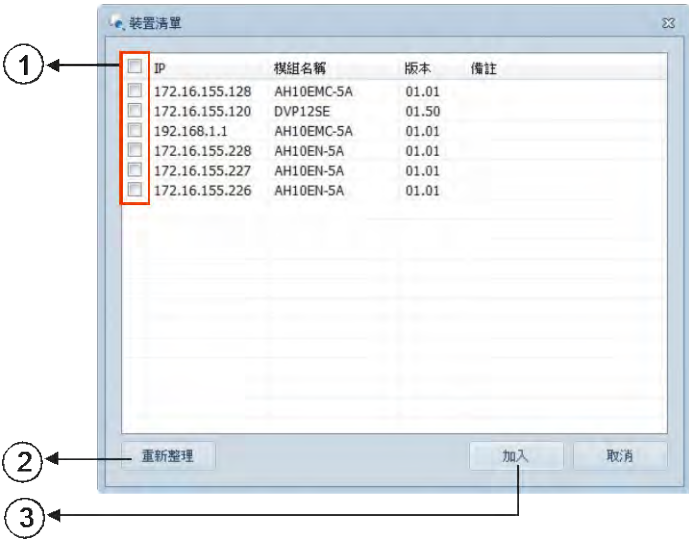 裝置清單
① IP 模組名稱 版本 備註
172.16.155.128 AH10EMC-5A 01.01
172.16.155.120 DVP12SE 01.50
192.168.1.1 AH10EMC-5A 01.01
172.16.155.228 AH10EN-5A 01.01
172.16.155.227 AH10EN-5A 01.01
172.16.155.226 AH10EN-5A 01.01
② 重新整理 加入 取消
③